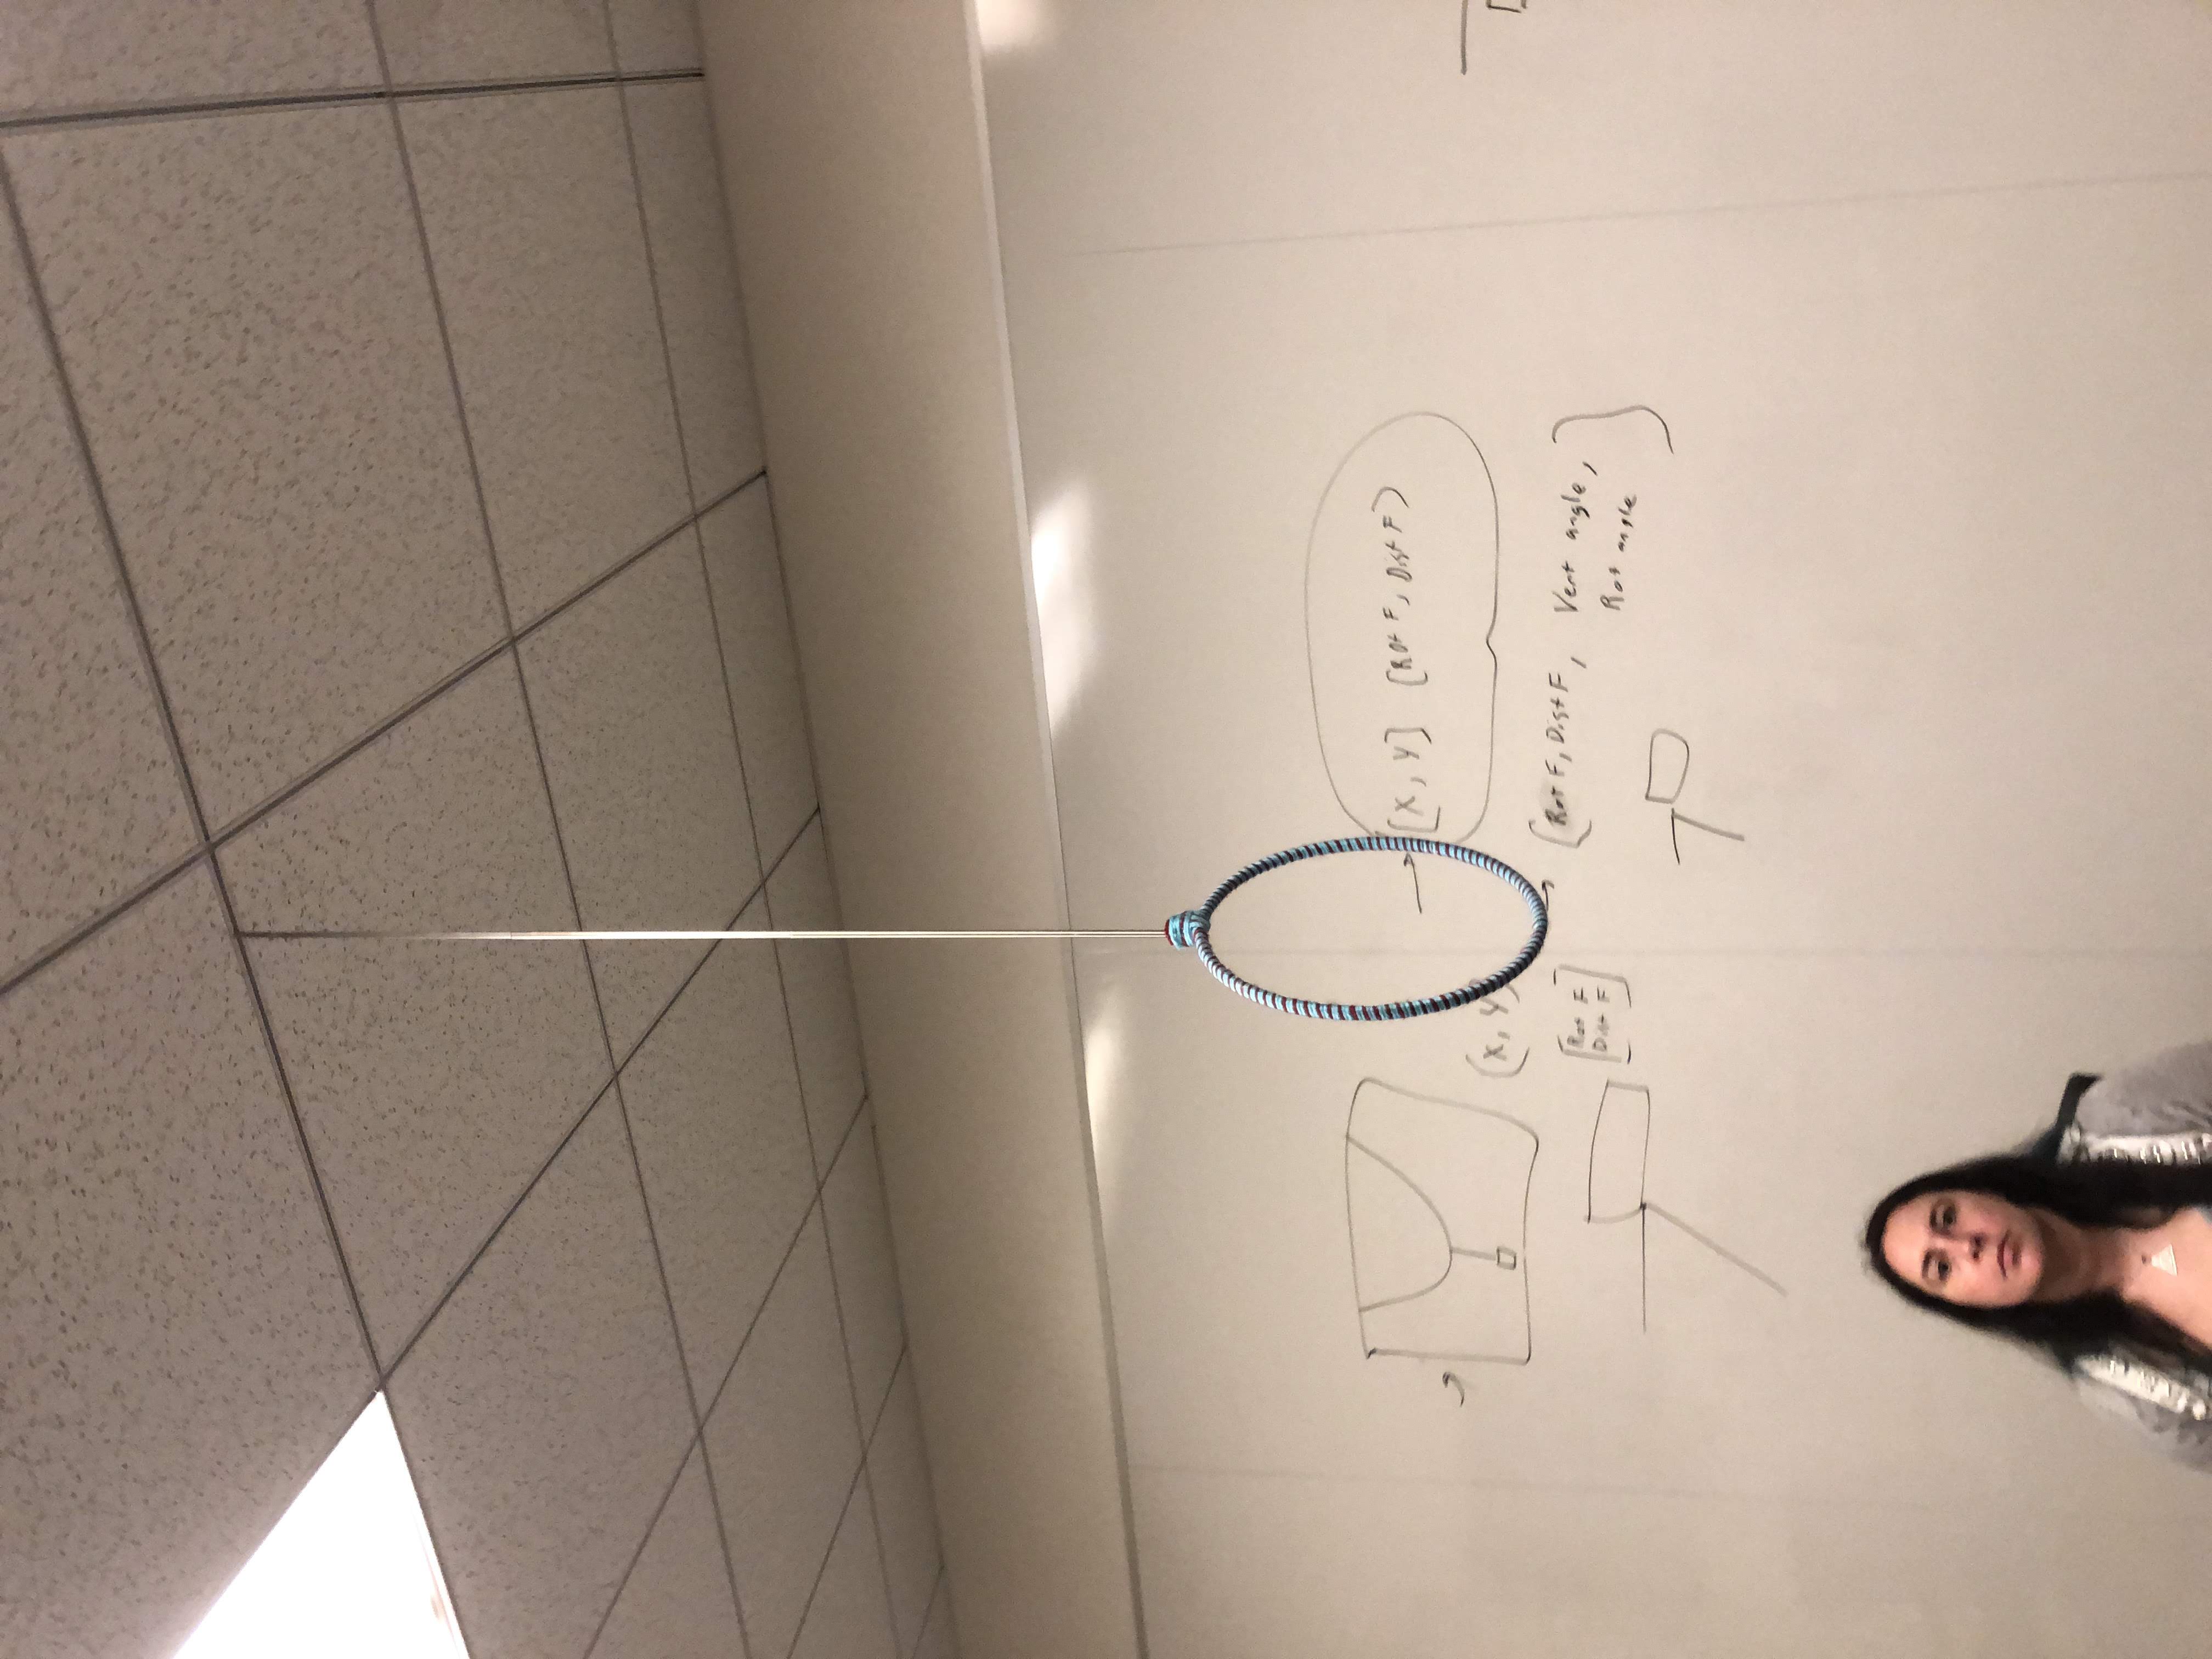 [X, Y] [Rot F, Dist F]
(X, Y)
[Rot F, Dist F, Vert angle,
Rot angle]
[Rot F
Dist F]